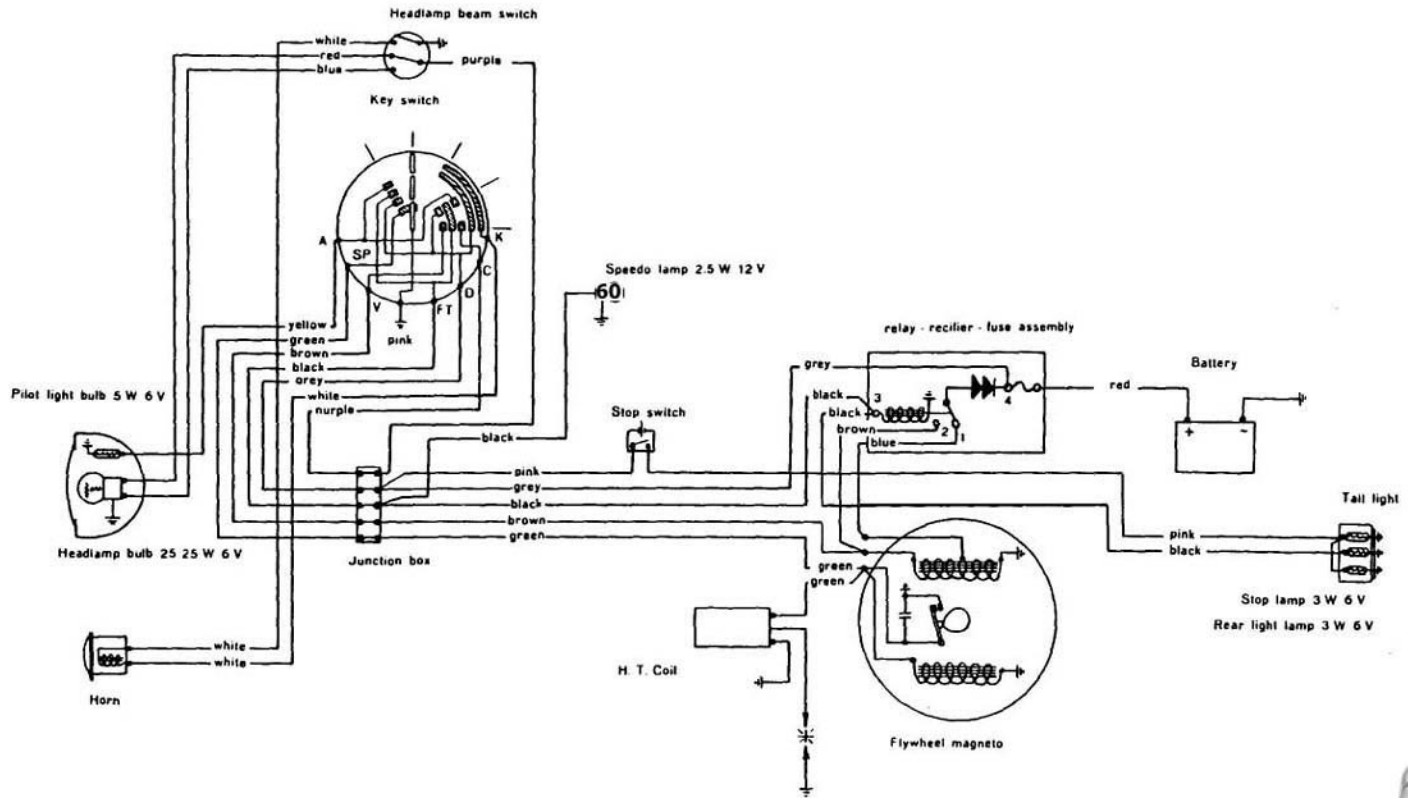 Headlamp beam switch
white
red
blue
purple
Key switch
A
SP
K
C
D
V
FT
Speedo lamp 2.5 W 12 V
60
yellow
green
brown
black
pink
orey
white
nurple
relay - recilier - fuse assembly
grey
black
black
brown
blue
3
2
1
4
red
Battery
+
-
Pilot light bulb 5 W 6 V
Stop switch
black
pink
grey
black
brown
green
Junction box
Headlamp bulb 25 25 W 6 V
green
green
Tail light
pink
black
Stop lamp 3 W 6 V
Rear light lamp 3 W 6 V
white
white
Horn
H. T. Coil
Flywheel magneto